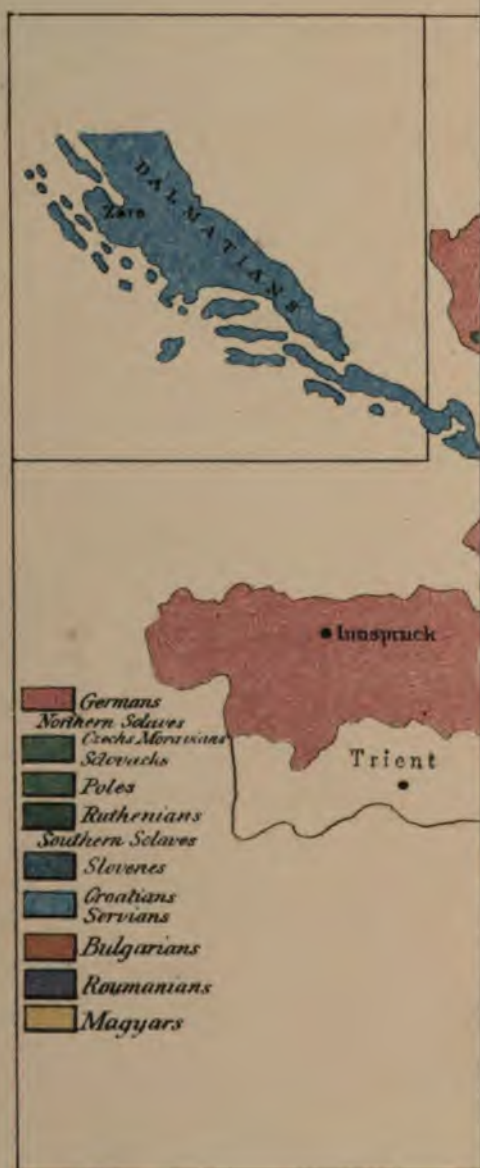 DALMATIANS
Zara
Innspruck
Trient
Germans
Northern Sclaves
Czechs Moravians
Sclovacks
Poles
Ruthenians
Southern Sclaves
Slovenes
Croatians
Servians
Bulgarians
Roumanians
Magyars